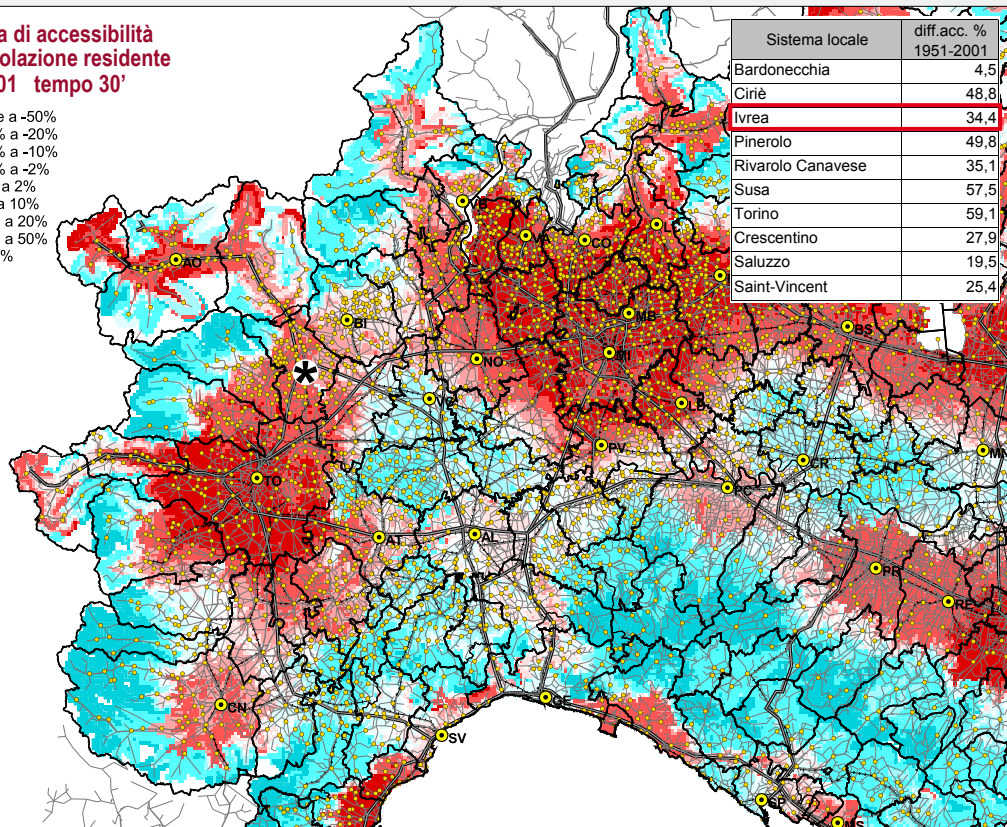 a di accessibilità
olazione residente
01 tempo 30'
e a -50%
% a -20%
% a -10%
% a -2%
a 2%
a 10%
a 20%
a 50%
%
Sistema locale diff.acc. % 1951-2001
Bardonecchia 4,5
Ciriè 48,8
Ivrea 34,4
Pinerolo 49,8
Rivarolo Canavese 35,1
Susa 57,5
Torino 59,1
Crescentino 27,9
Saluzzo 19,5
Saint-Vincent 25,4
AO
BI
VA
CO
MB
MI
NO
BS
*
LO
PV
CR
TO
AT
AL
PR
RE
CN
GE
SV
SP
MS